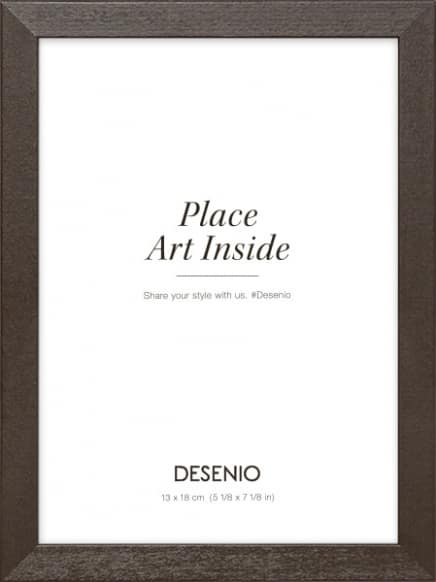 Place
Art Inside
Share your style with us. #Desenio
DESENIO
13 x 18 cm (5 1/8 x 7 1/8 in)